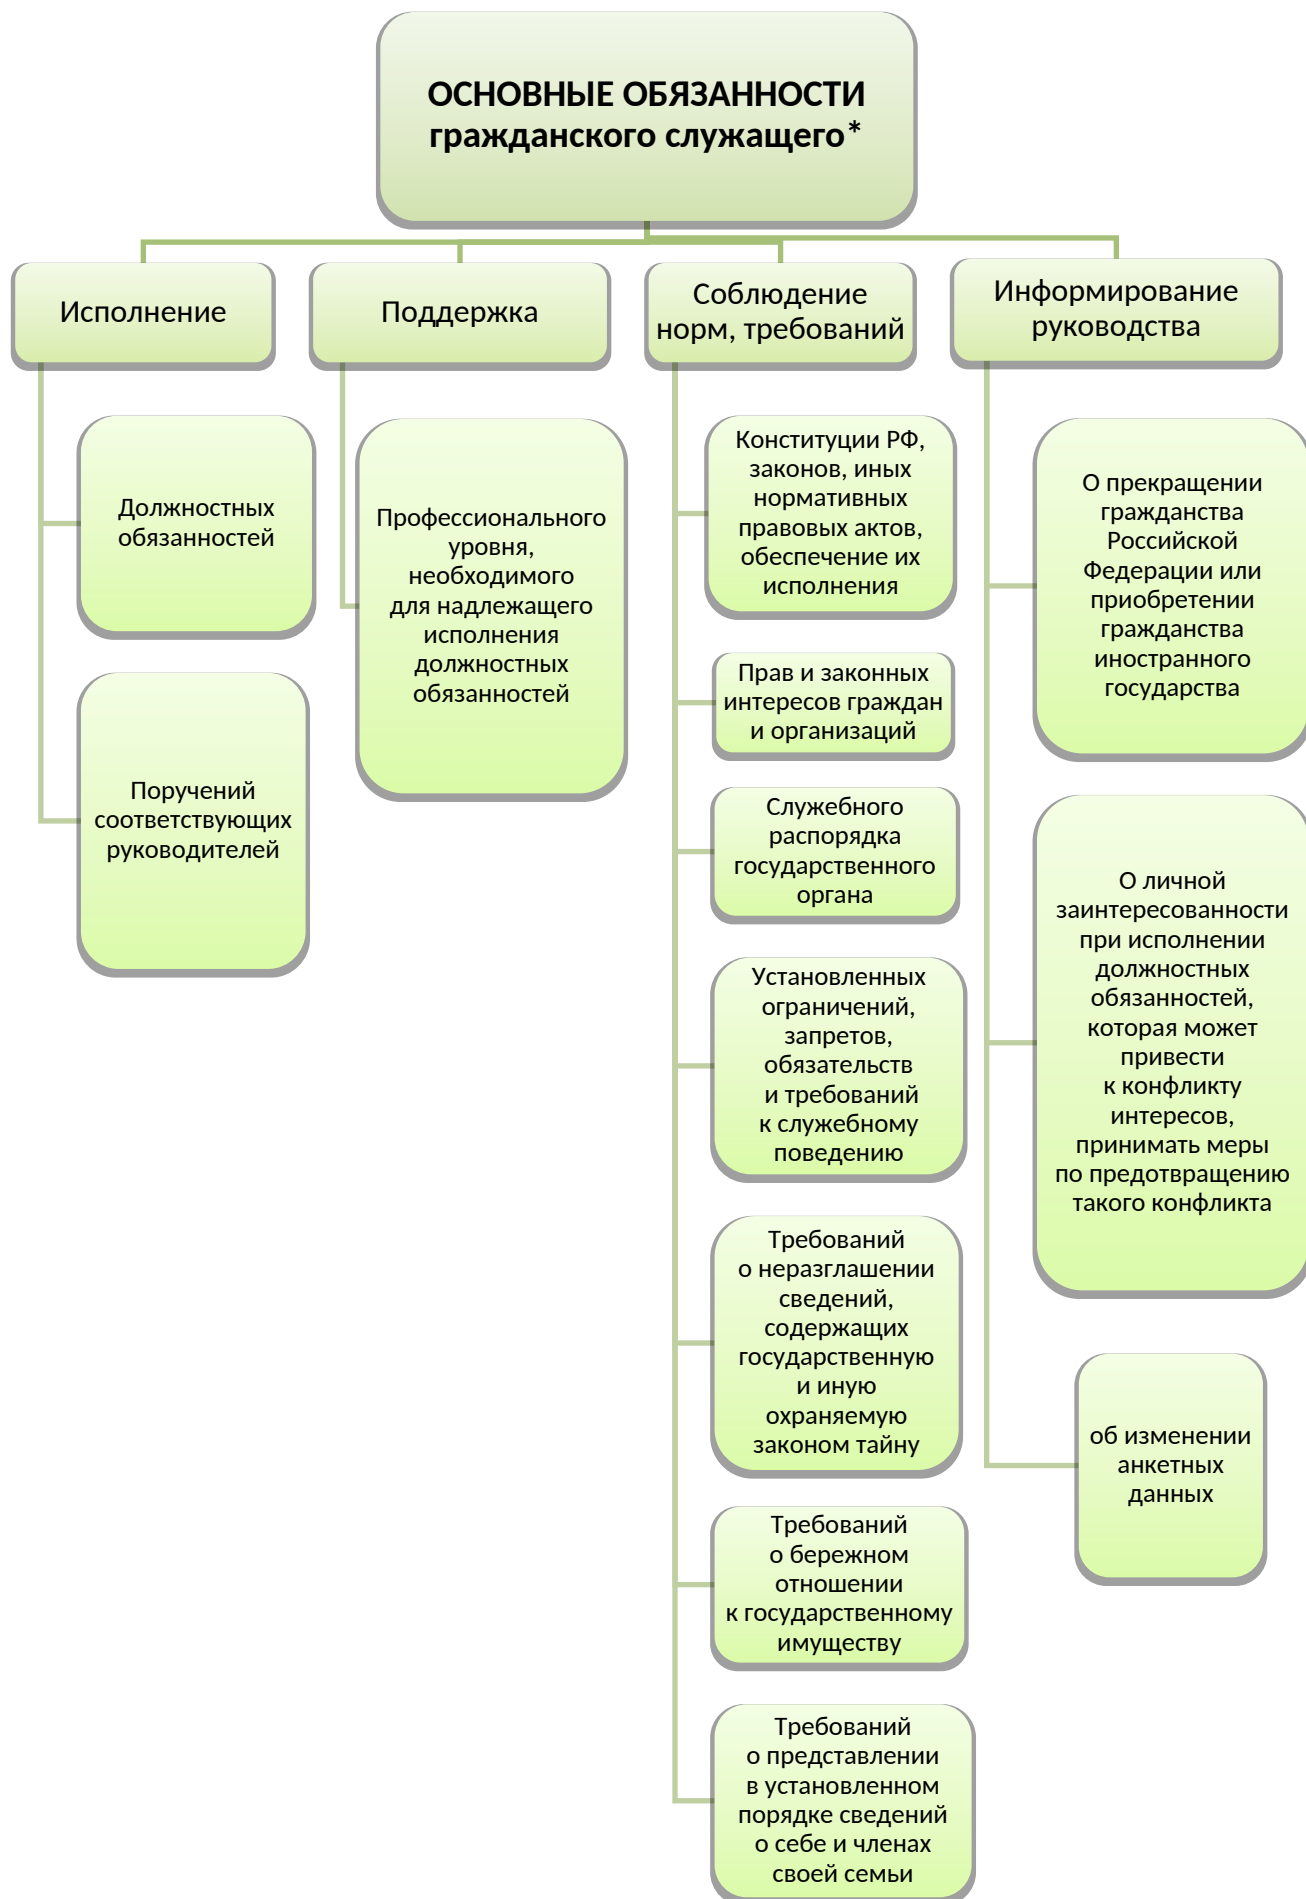 ОСНОВНЫЕ ОБЯЗАННОСТИ
гражданского служащего*
Исполнение
Должностных
обязанностей
Поручений
соответствующих
руководителей
Поддержка
Профессионального
уровня,
необходимого
для надлежащего
исполнения
должностных
обязанностей
Соблюдение
норм, требований
Конституции РФ,
законов, иных
нормативных
правовых актов,
обеспечение их
исполнения
Прав и законных
интересов граждан
и организаций
Служебного
распорядка
государственного
органа
Установленных
ограничений,
запретов,
обязательств
и требований
к служебному
поведению
Требований
о неразглашении
сведений,
содержащих
государственную
и иную
охраняемую
законом тайну
Требований
о бережном
отношении
к государственному
имуществу
Требований
о представлении
в установленном
порядке сведений
о себе и членах
своей семьи
Информирование
руководства
О прекращении
гражданства
Российской
Федерации или
приобретении
гражданства
иностранного
государства
О личной
заинтересованности
при исполнении
должностных
обязанностей,
которая может
привести
к конфликту
интересов,
принимать меры
по предотвращению
такого конфликта
об изменении
анкетных
данных